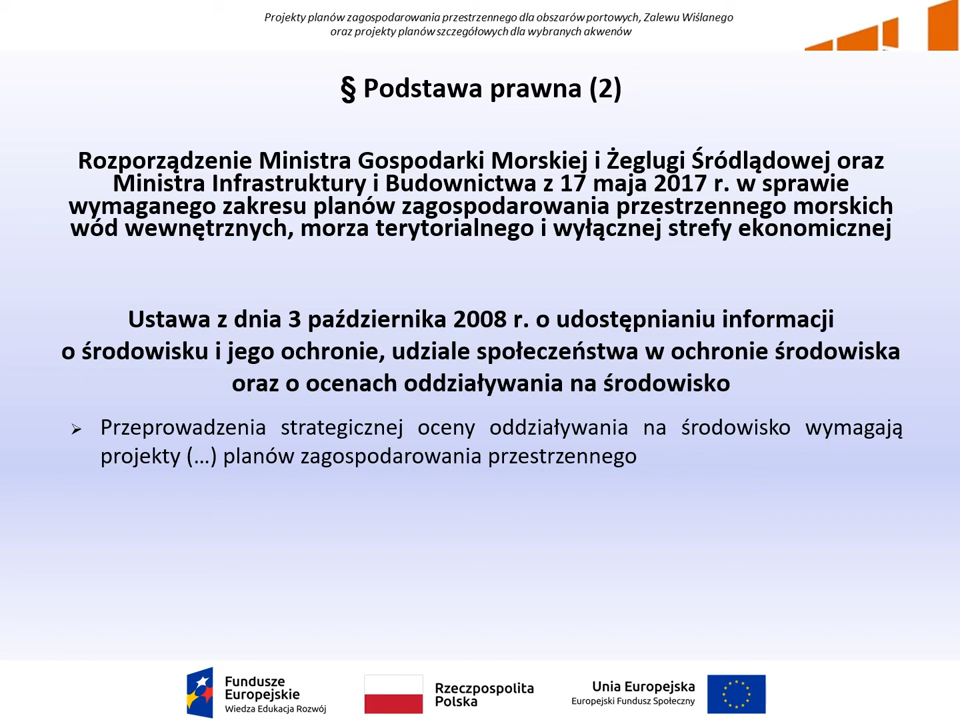 Projekty planów zagospodarowania przestrzennego dla obszarów portowych, Zalewu Wiślanego
oraz projekty planów szczegółowych dla wybranych akwenów
§ Podstawa prawna (2)
Rozporządzenie Ministra Gospodarki Morskiej i Żeglugi Śródlądowej oraz
Ministra Infrastruktury i Budownictwa z 17 maja 2017 r. w sprawie
wymaganego zakresu planów zagospodarowania przestrzennego morskich
wód wewnętrznych, morza terytorialnego i wyłącznej strefy ekonomicznej
Ustawa z dnia 3 października 2008 r. o udostępnianiu informacji
o środowisku i jego ochronie, udziale społeczeństwa w ochronie środowiska
oraz o ocenach oddziaływania na środowisko
➢ Przeprowadzenia strategicznej oceny oddziaływania na środowisko wymagają
projekty (...) planów zagospodarowania przestrzennego
Fundusze
Europejskie
Wiedza Edukacja Rozwój
Rzeczpospolita
Polska
Unia Europejska
Europejski Fundusz Społeczny